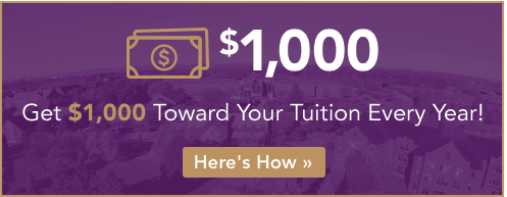 $
$1,000
Get $1,000 Toward Your Tuition Every Year!
Here's How »